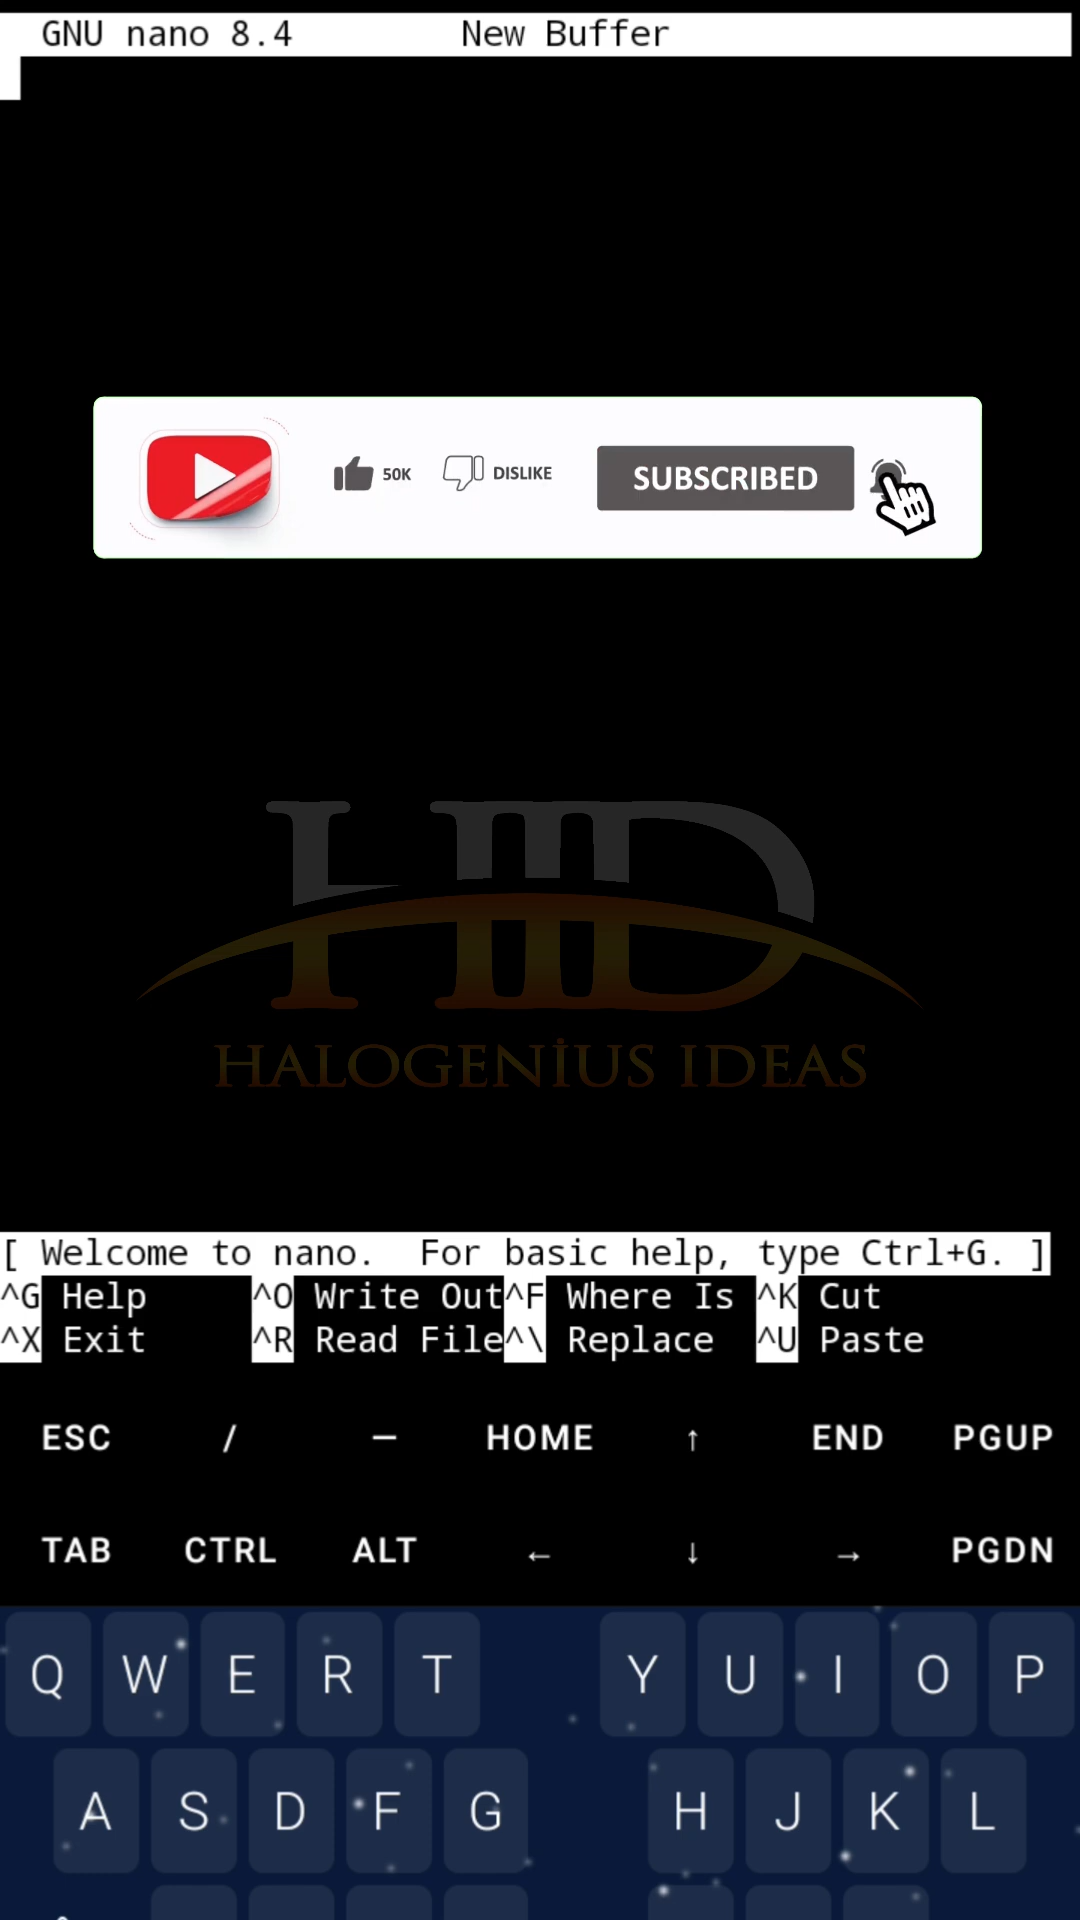 GNU nano 8.4 New Buffer
50K DISLIKE SUBSCRIBED
HID
HALOGENİUS IDEAS
[ Welcome to nano.  For basic help, type Ctrl+G. ]
^G Help ^O Write Out ^F Where Is ^K Cut
^X Exit ^R Read File ^\ Replace ^U Paste
ESC / — HOME ↑ END PGUP
TAB CTRL ALT ← ↓ → PGDN
Q W E R T Y U I O P
A S D F G H J K L